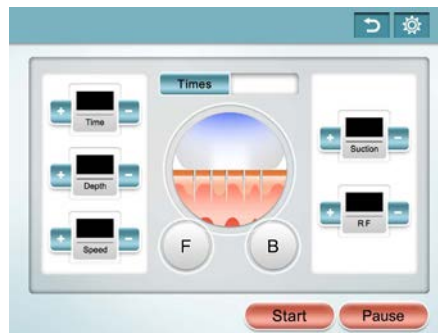 Times
+ Time -
+ Depth -
+ Speed -
F B
+ Suction -
+ RF -
Start Pause